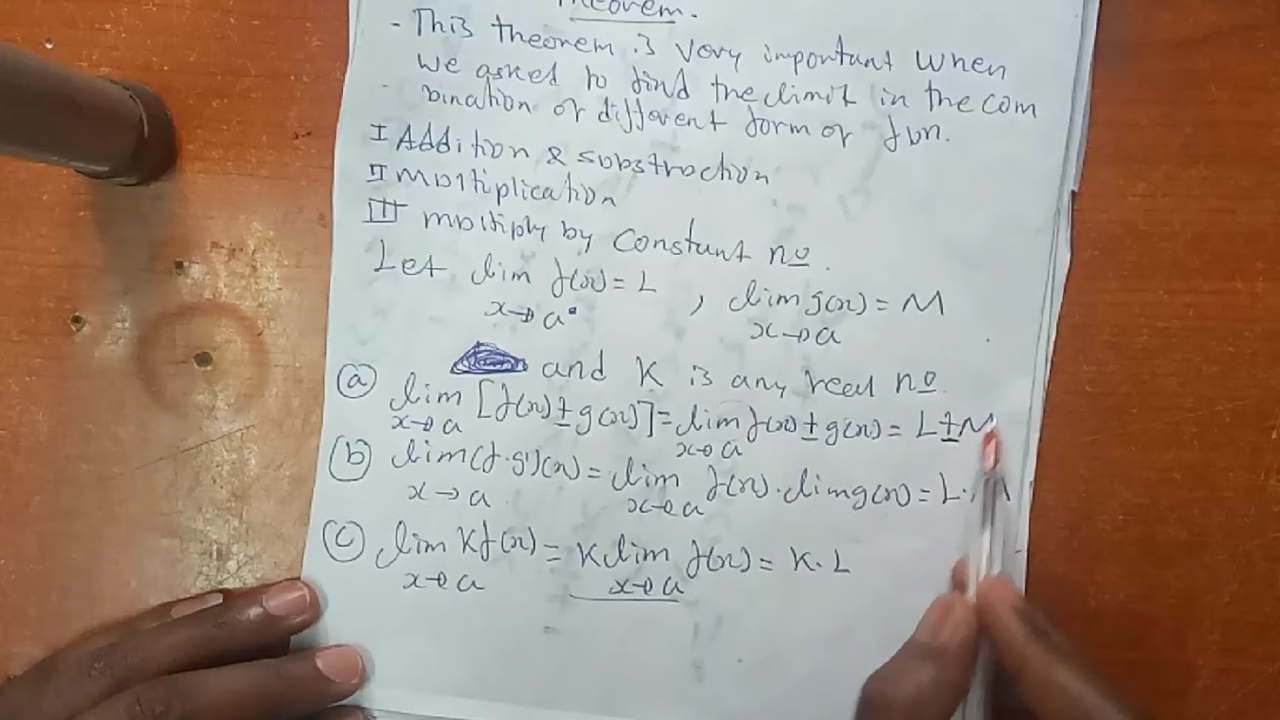 Theorem.
- This theorem is very important when
we asked to find the limit in the com
bination of different form of fun.
I Addition & substraction
II multiplication
III multiply by constant no.
Let lim f(x) = L , lim g(x) = M
x→a x→a
and K is any real no.
(a) lim [f(x) ± g(x)] = lim f(x) ± g(x) = L ± M
x→a x→a
(b) lim (f·g)(x) = lim f(x) · lim g(x) = L · M
x→a x→a
(c) lim K f(x) = K lim f(x) = K · L
x→a x→a